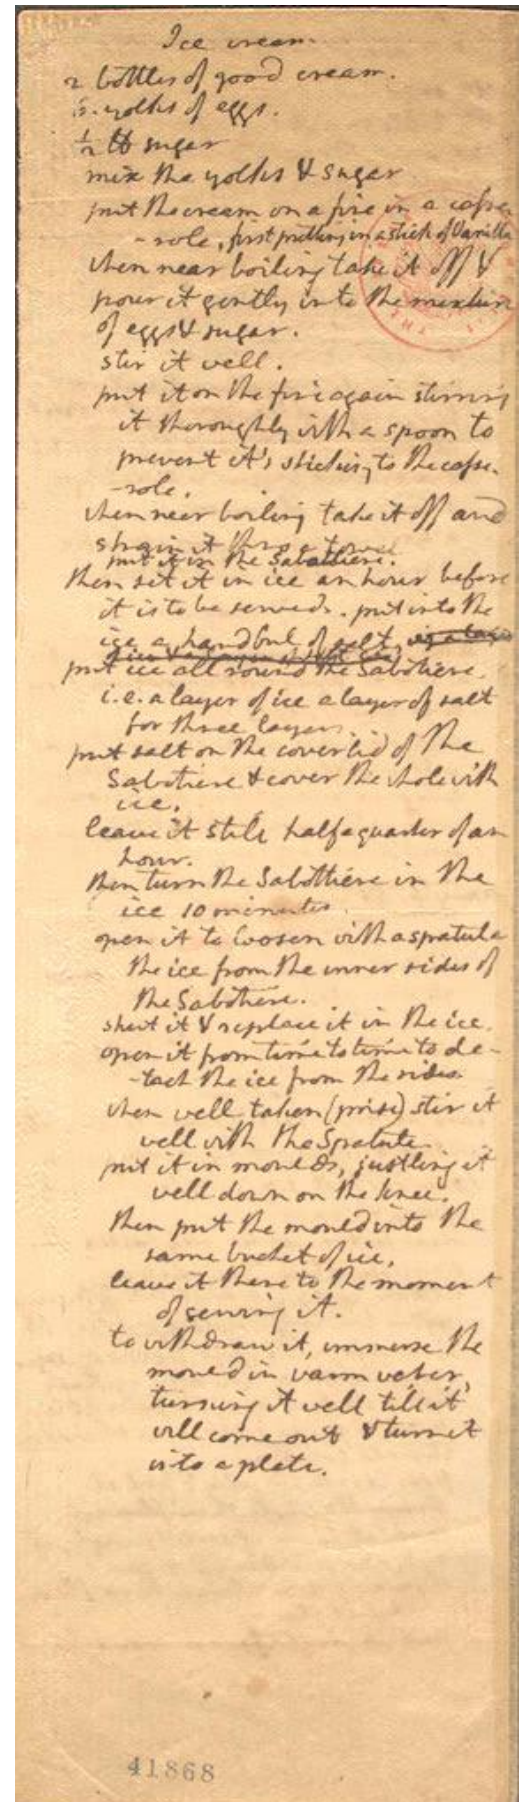 Ice cream.
2 bottles of good cream.
6. yolks of eggs.
1/2 lb sugar
mix the yolks & sugar
put the cream on a fire in a casse-
-role, first putting in a stick of Vanilla.
when near boiling take it off &
pour it gently into the mixture
of eggs & sugar.
stir it well.
put it on the fire again stirring
it thoroughly with a spoon to
prevent it's sticking to the casse-
-role.
when near boiling take it off and
strain it thro' a towel.
put it in the Sabottiere.
then set it in ice an hour before
it is to be served. put into the
ice a handful of salt.
put ice all round the Sabotiere
i.e. a layer of ice a layer of salt
for three layers.
put salt on the coverlid of the
Sabotiere & cover the whole with
ice.
leave it still half a quarter of an
hour.
then turn the Sabottiere in the
ice 10 minutes
open it to loosen with a spatula
the ice from the inner sides of
the Sabotiere.
shut it & replace it in the ice.
open it from time to time to de-
-tach the ice from the sides.
when well taken (prise) stir it
well with the Spatula.
put it in moulds, justling it
well down on the knee.
then put the mould into the
same bucket of ice.
leave it there to the moment
of serving it.
to withdraw it, immerse the
mould in warm water,
turning it well till it
will come out & turn it
into a plate.
41868